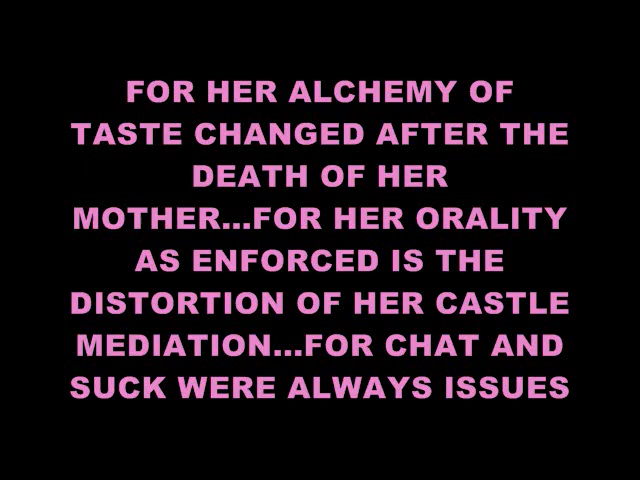 FOR HER ALCHEMY OF
TASTE CHANGED AFTER THE
DEATH OF HER
MOTHER...FOR HER ORALITY
AS ENFORCED IS THE
DISTORTION OF HER CASTLE
MEDIATION...FOR CHAT AND
SUCK WERE ALWAYS ISSUES